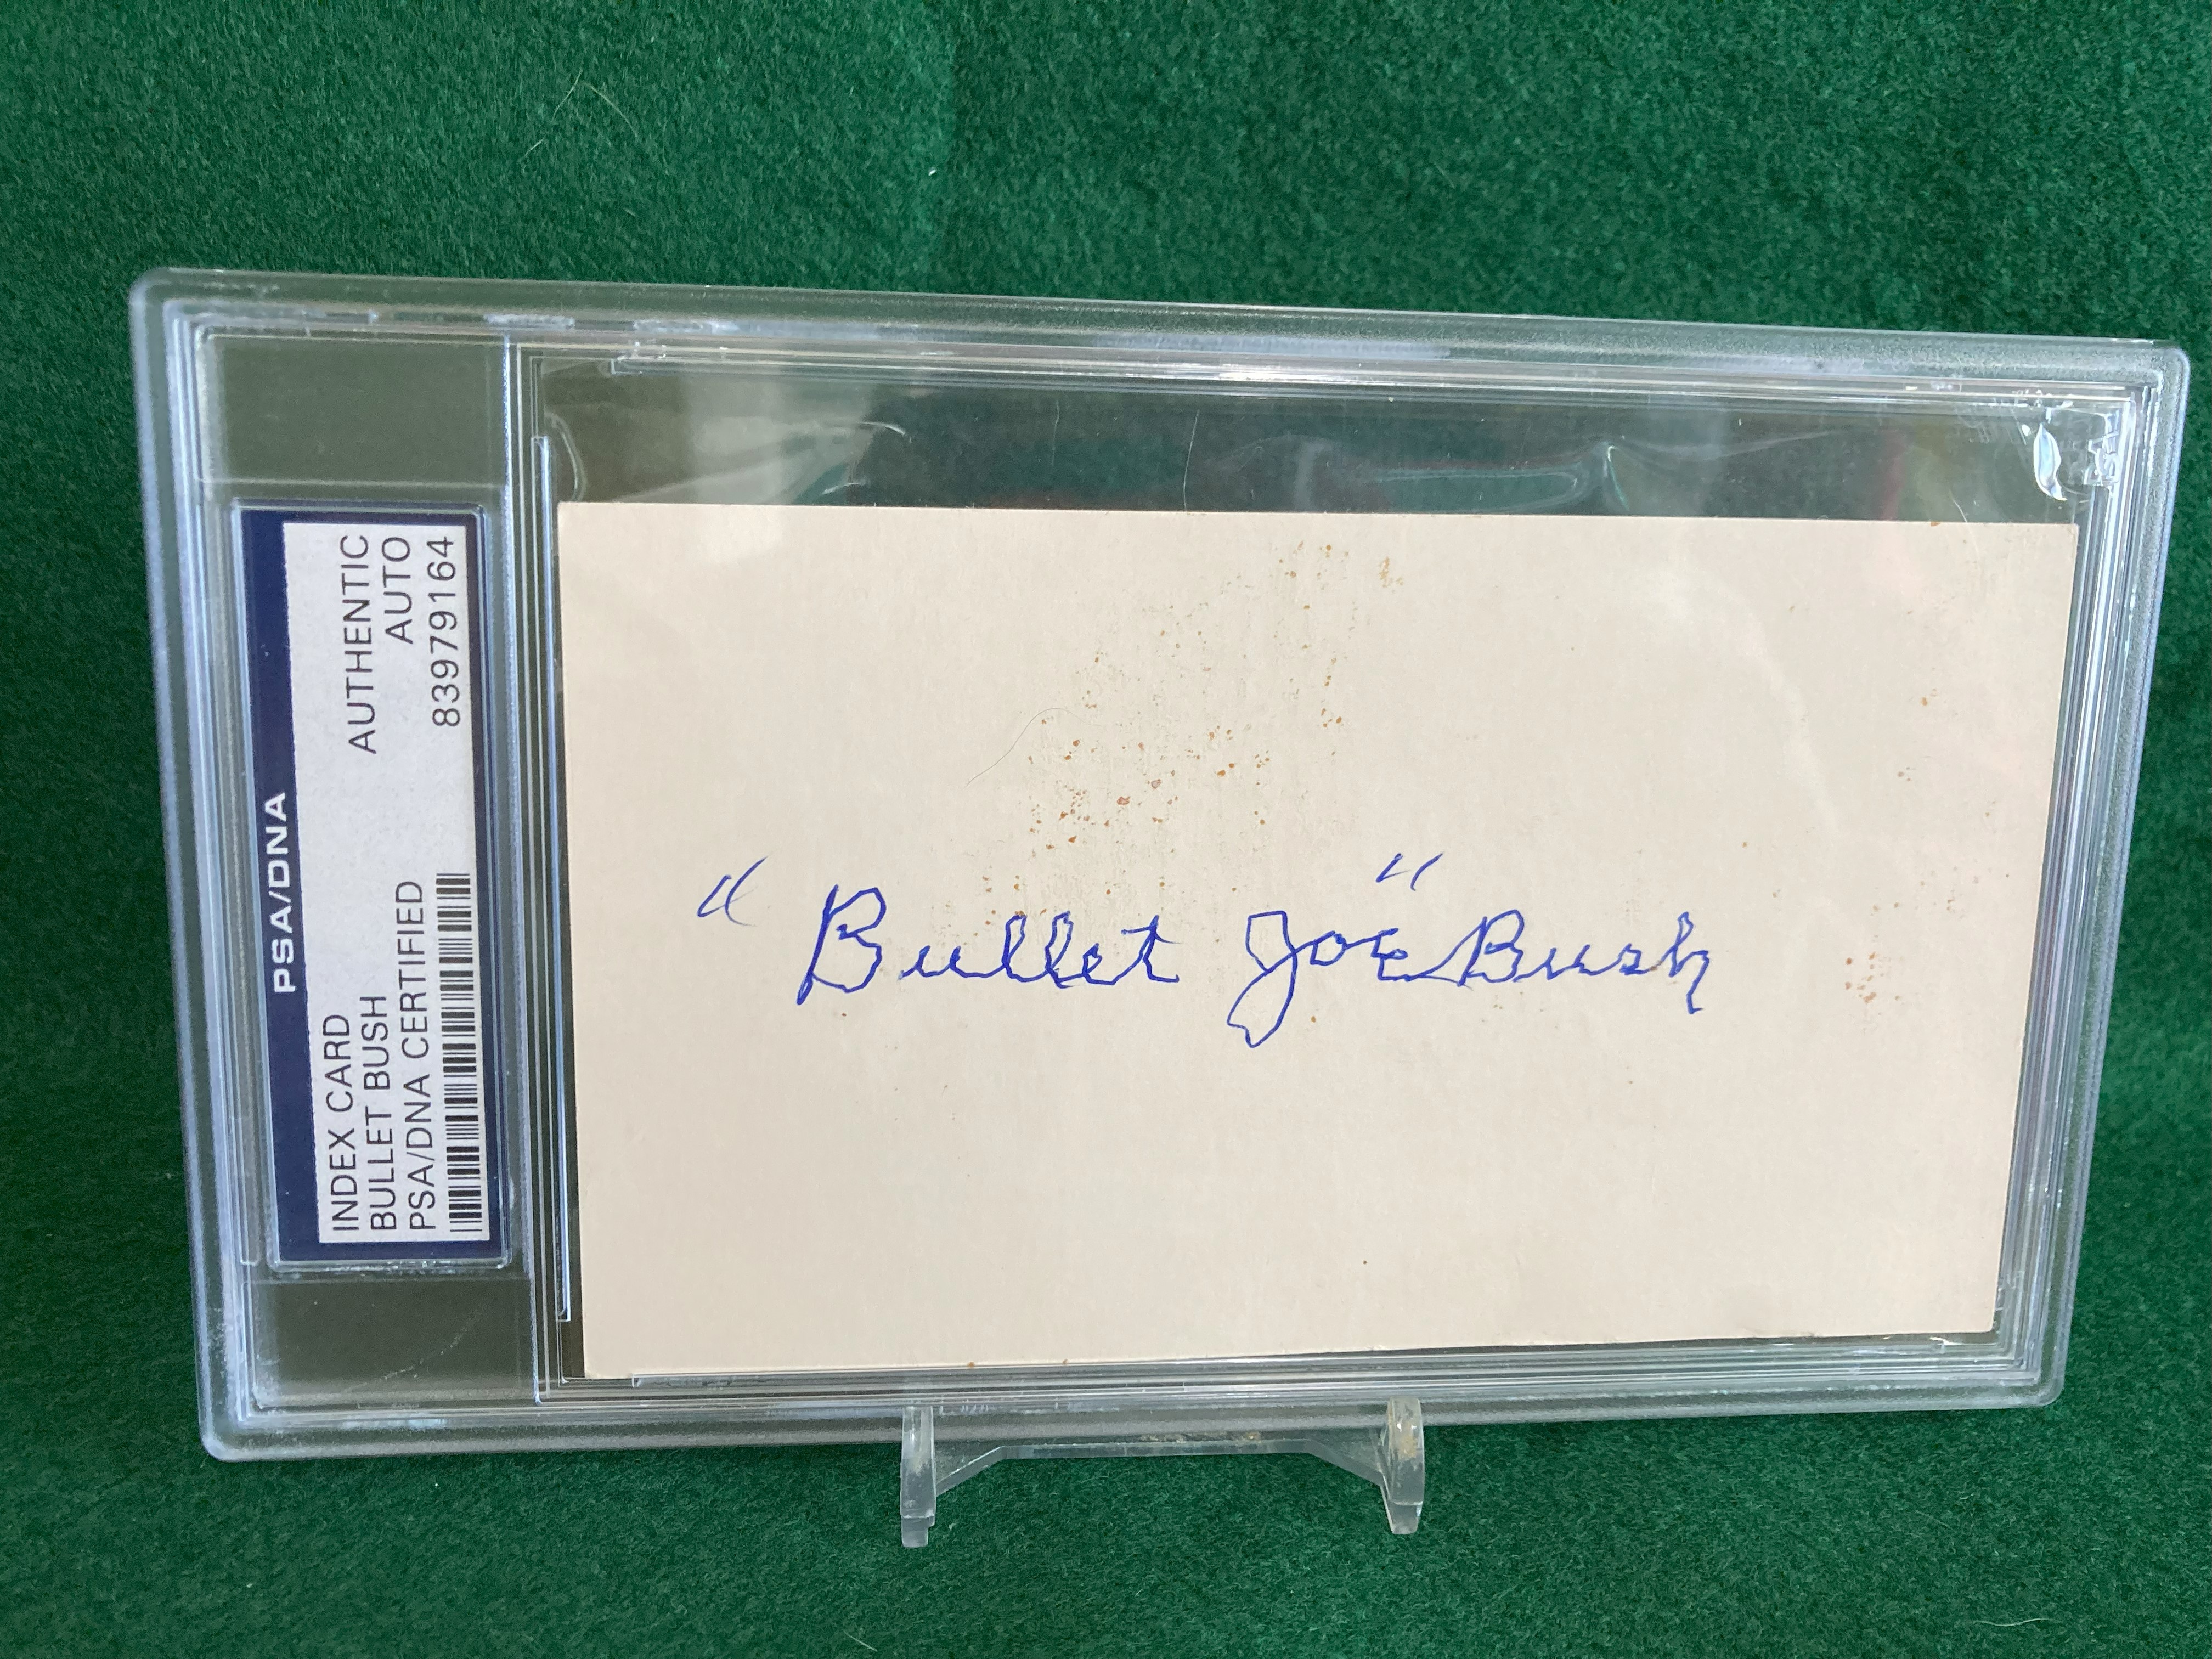 PSA/DNA
INDEX CARD AUTHENTIC
BULLET BUSH AUTO
PSA/DNA CERTIFIED 83979164
"Bullet Joe" Bush